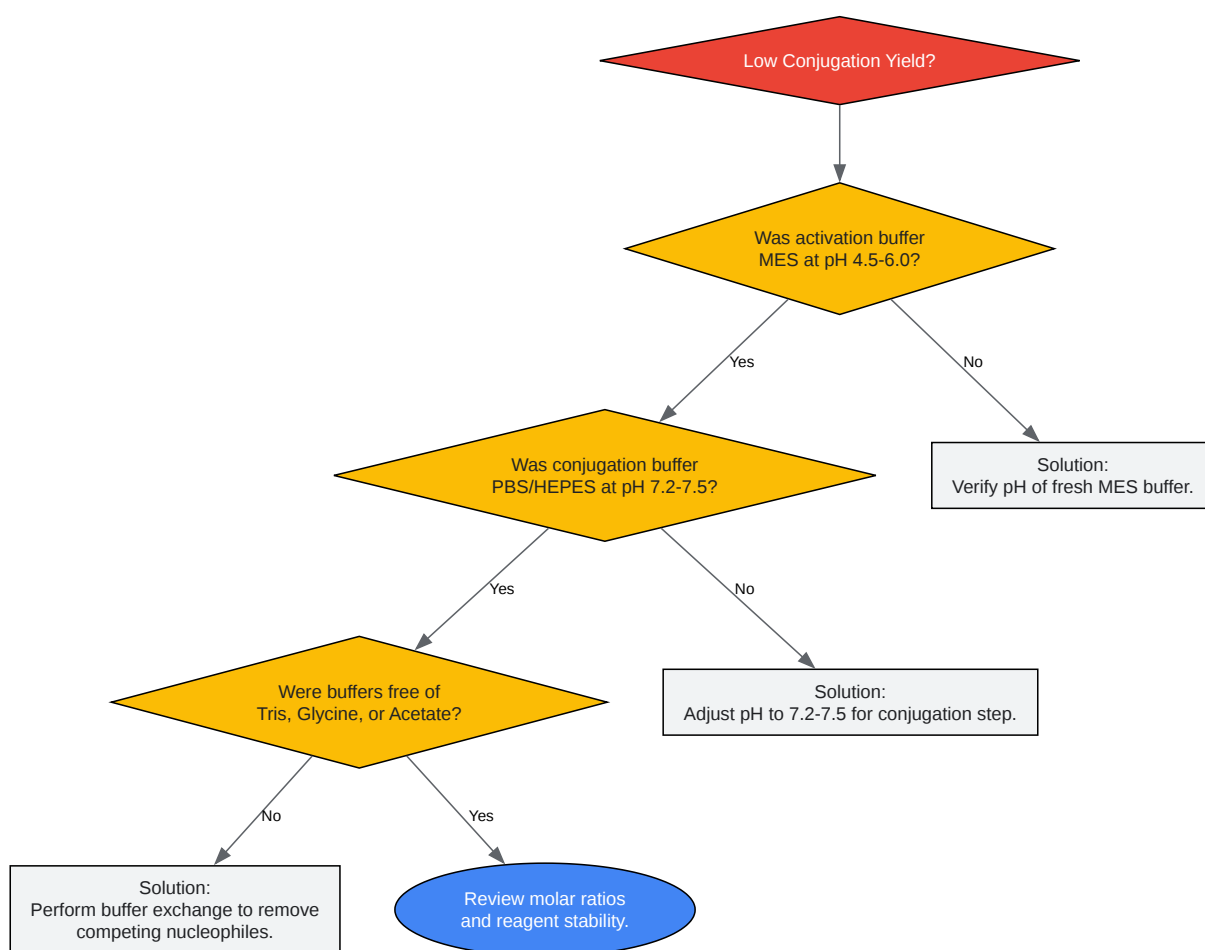 Low Conjugation Yield?
Was activation buffer
MES at pH 4.5-6.0?
Yes
No
Was conjugation buffer
PBS/HEPES at pH 7.2-7.5?
Solution:
Verify pH of fresh MES buffer.
Yes
No
Were buffers free of
Tris, Glycine, or Acetate?
Solution:
Adjust pH to 7.2-7.5 for conjugation step.
No
Yes
Solution:
Perform buffer exchange to remove
competing nucleophiles.
Review molar ratios
and reagent stability.